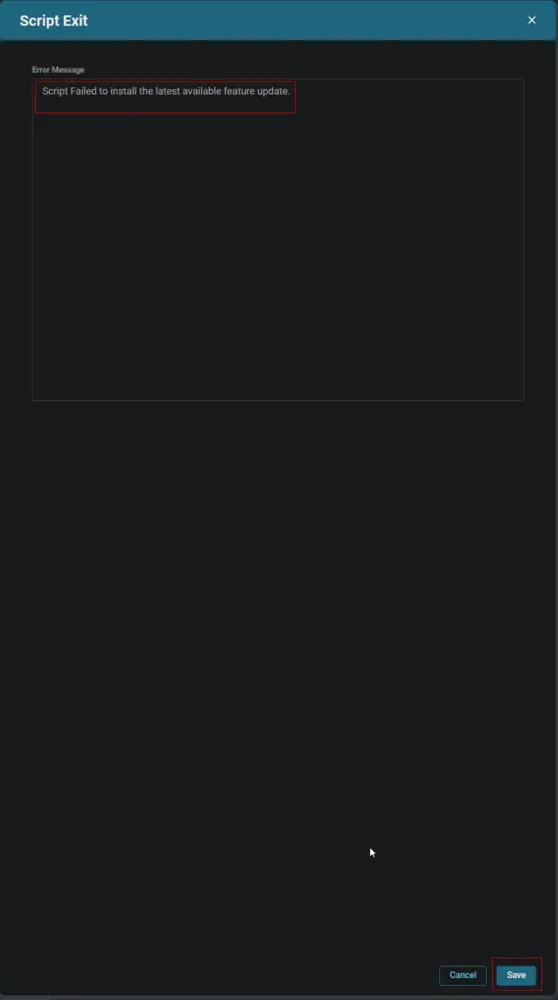 Script Exit
Error Message
Script Failed to install the latest available feature update.
Cancel
Save